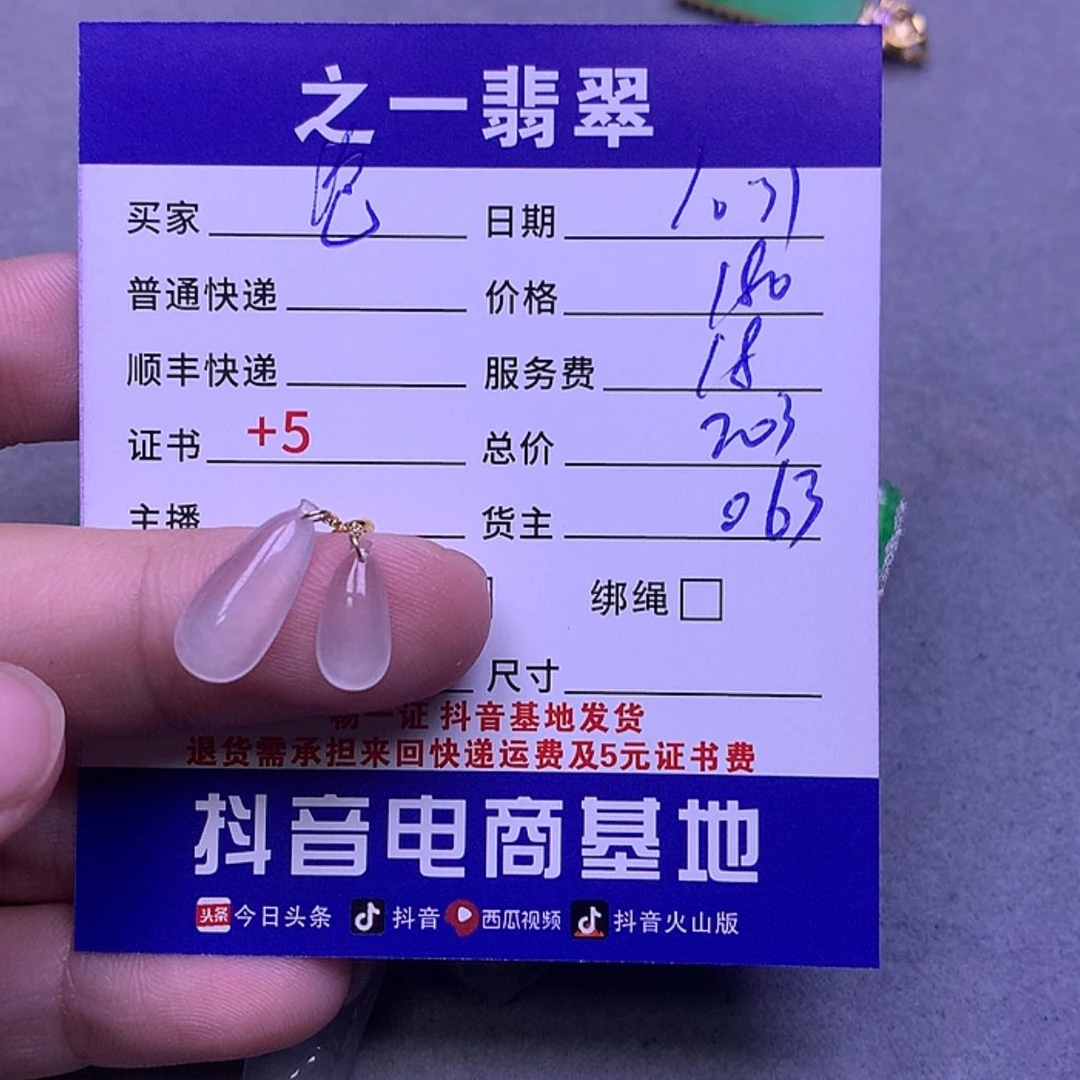 之一翡翠
买家 日期 1031
普通快递 价格 180
顺丰快递 服务费 18
证书 +5 总价 203
主播 货主 063
绑绳
尺寸
物一证 抖音基地发货
退货需承担来回快递运费及5元证书费
抖音电商基地
头条 今日头条 抖音 西瓜视频 抖音火山版